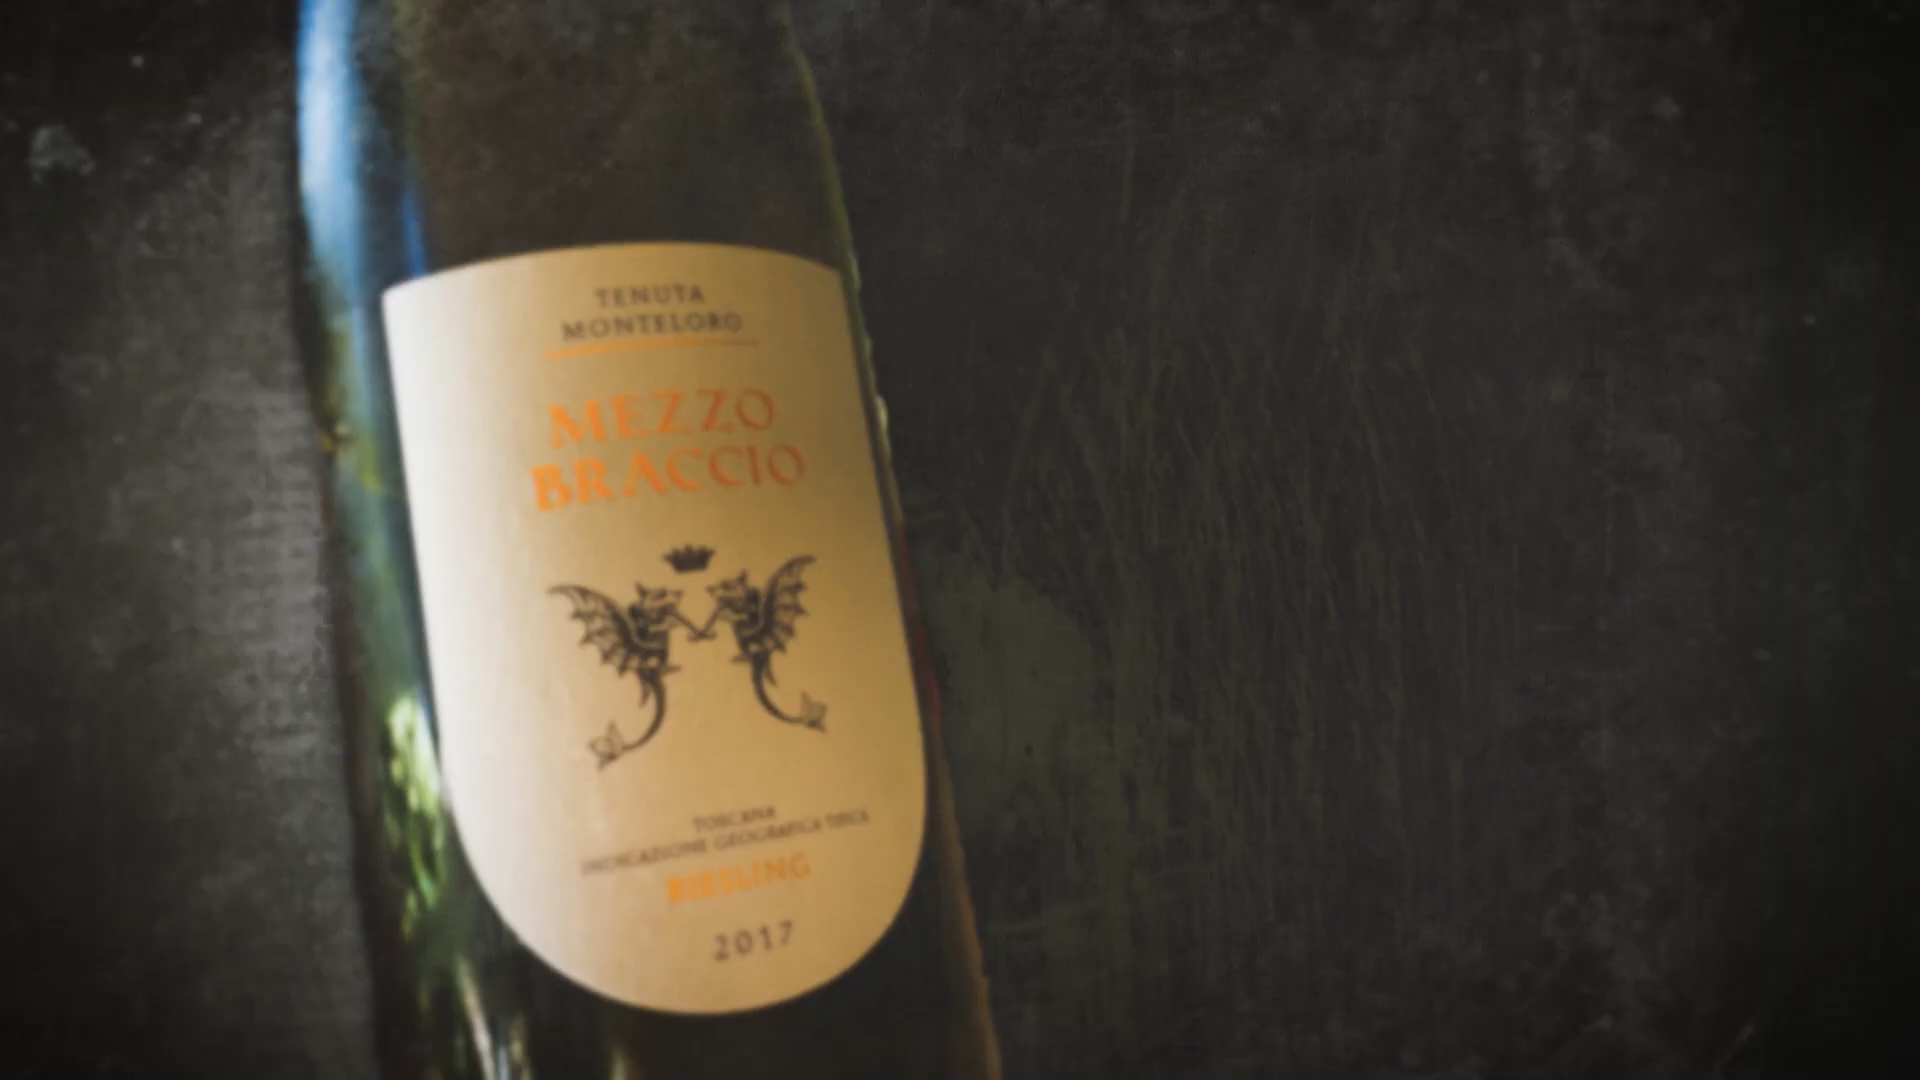 TENUTA
MONTELORO
MEZZO
BRACCIO
TOSCANA
INDICAZIONE GEOGRAFICA TIPICA
RIESLING
2017